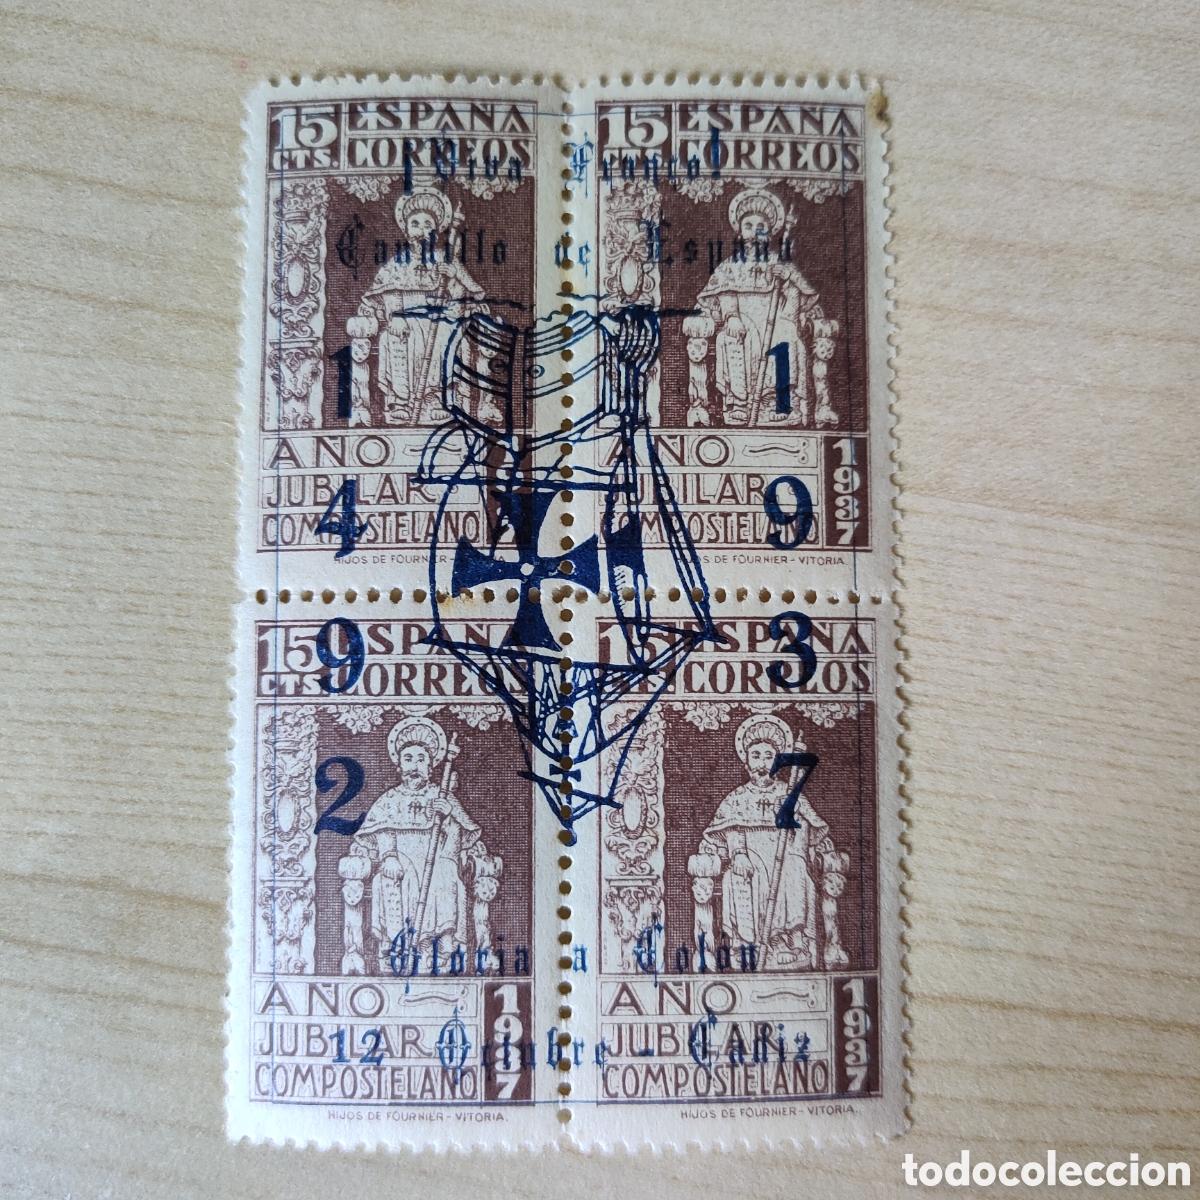 15 CTS. ESPAÑA CORREOS
15 CTS. ESPAÑA CORREOS
¡Viva Franco!
Caudillo de España
1 1
4 9
9 3
2 7
AÑO JUBILAR COMPOSTELANO
AÑO JUBILAR COMPOSTELANO 1937
HIJOS DE FOURNIER - VITORIA.
HIJOS DE FOURNIER - VITORIA.
15 CTS. ESPAÑA CORREOS
15 ESPAÑA CORREOS
Gloria a Colón
12 Octubre - Cádiz
AÑO JUBILAR COMPOSTELANO 1937
AÑO JUBILAR COMPOSTELANO 1937
HIJOS DE FOURNIER - VITORIA.
HIJOS DE FOURNIER - VITORIA.
todocoleccion